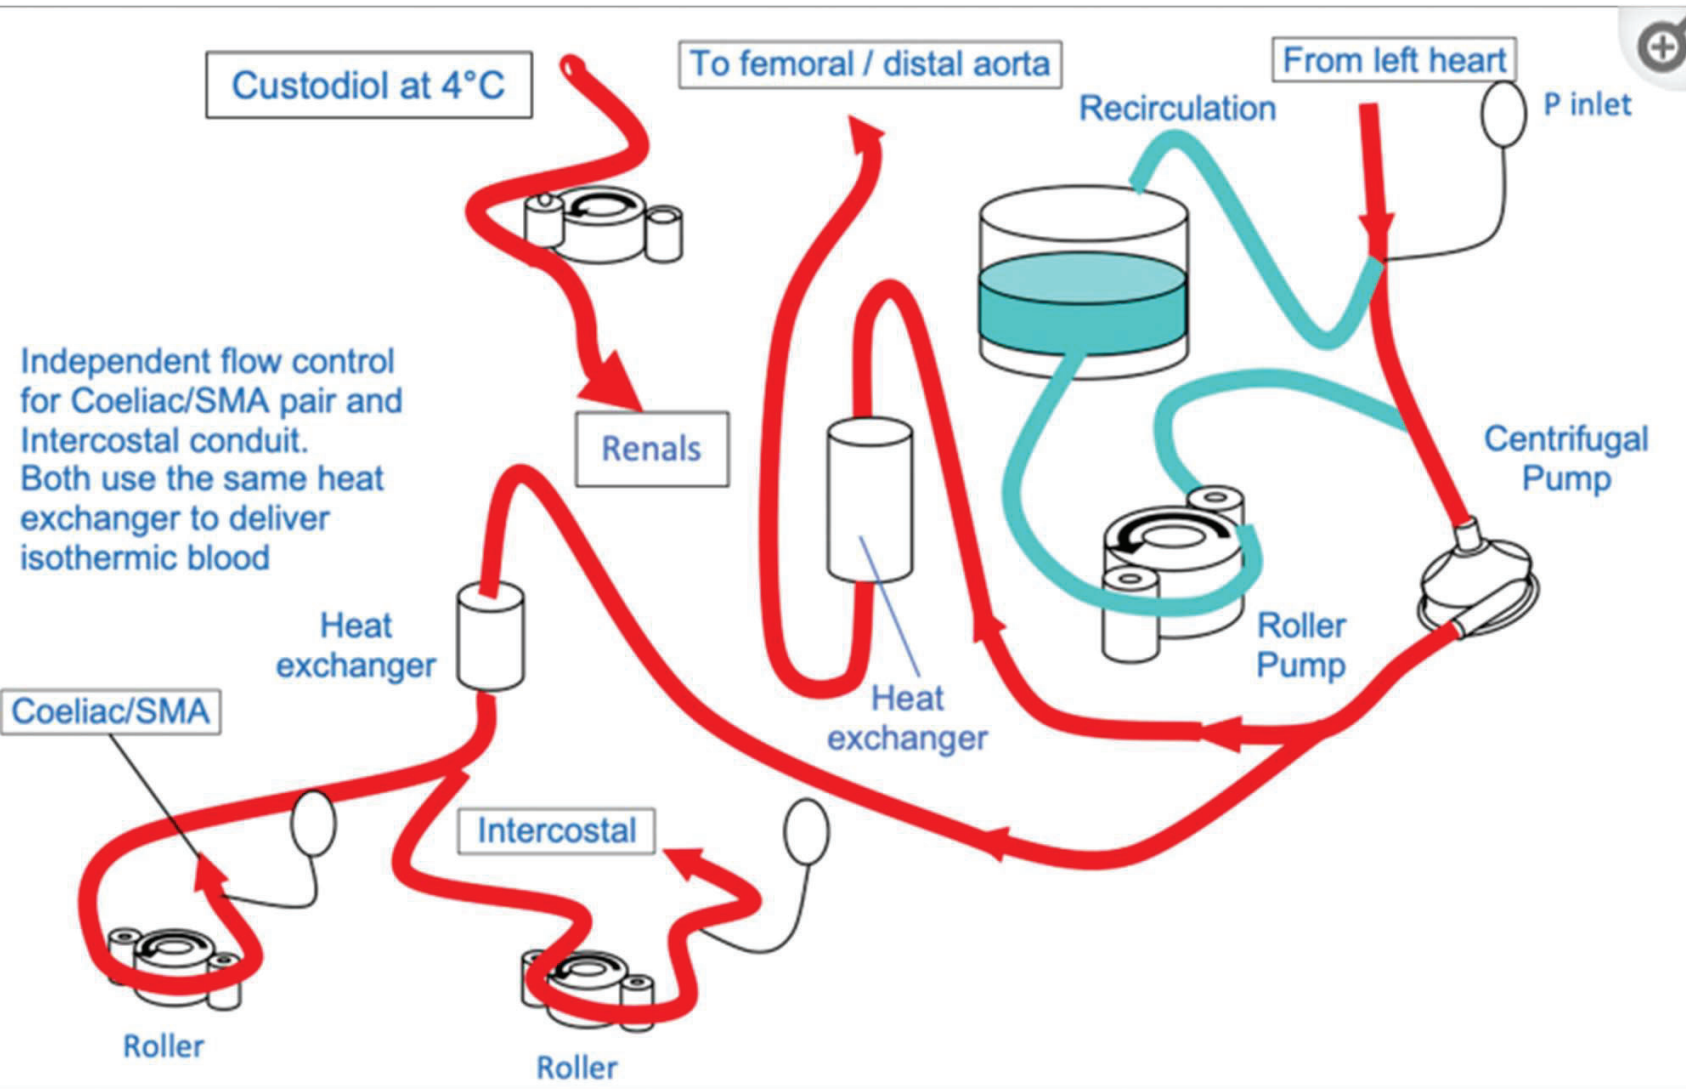 Custodiol at 4°C
To femoral / distal aorta
From left heart
Recirculation
P inlet
Independent flow control
for Coeliac/SMA pair and
Intercostal conduit.
Both use the same heat
exchanger to deliver
isothermic blood
Renals
Centrifugal
Pump
Heat
exchanger
Roller
Pump
Heat
exchanger
Coeliac/SMA
Intercostal
Roller
Roller